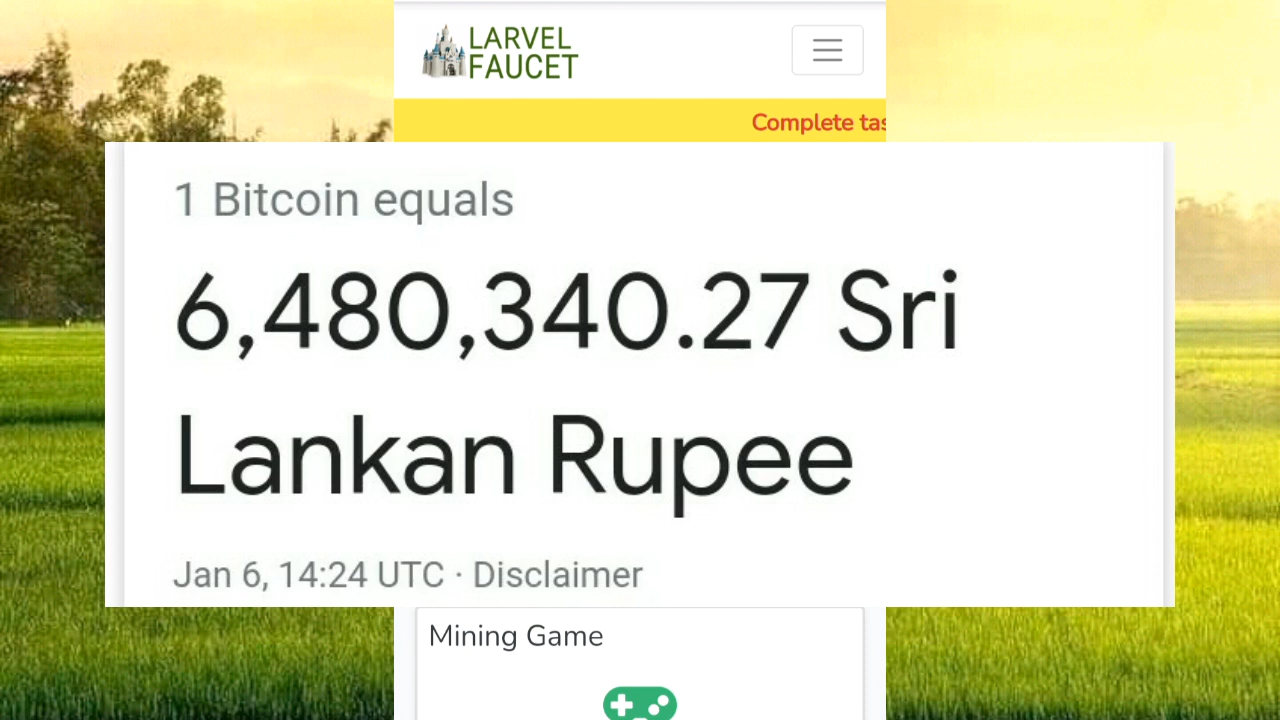 LARVEL
FAUCET
Complete tas
1 Bitcoin equals
6,480,340.27 Sri
Lankan Rupee
Jan 6, 14:24 UTC · Disclaimer
Mining Game